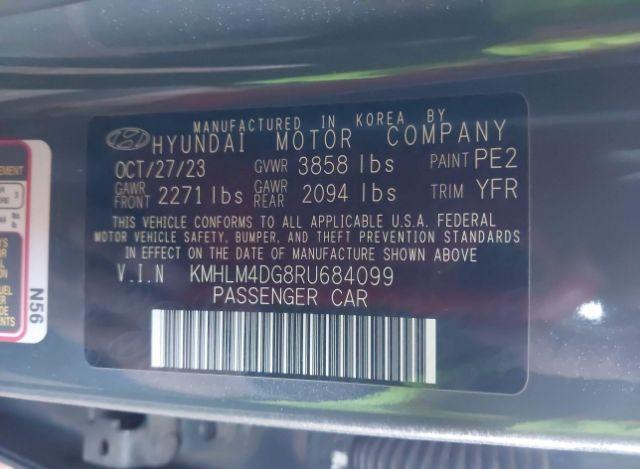 MANUFACTURED IN KOREA BY
HYUNDAI MOTOR COMPANY
OCT/27/23 GVWR 3858 lbs PAINT PE2
GAWR FRONT 2271 lbs GAWR REAR 2094 lbs TRIM YFR
THIS VEHICLE CONFORMS TO ALL APPLICABLE U.S.A. FEDERAL
MOTOR VEHICLE SAFETY, BUMPER, AND THEFT PREVENTION STANDARDS
IN EFFECT ON THE DATE OF MANUFACTURE SHOWN ABOVE
V.I.N KMHLM4DG8RU684099
PASSENGER CAR
N56